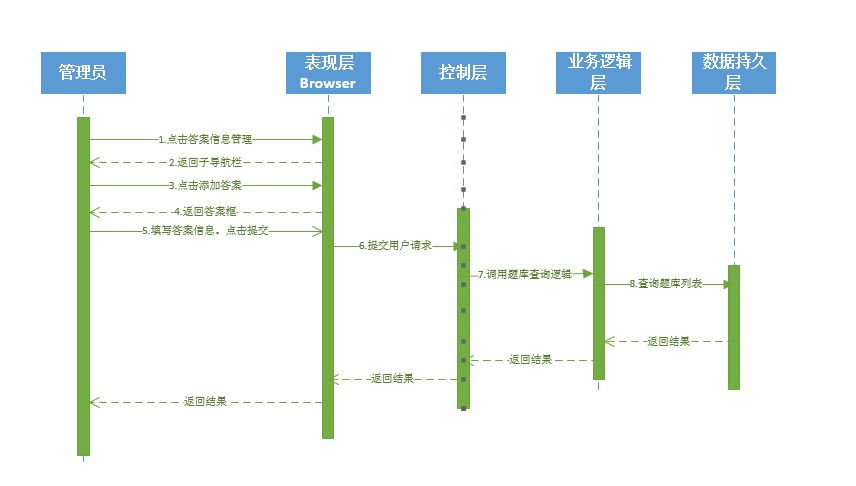 管理员
表现层
Browser
控制层
业务逻辑
层
数据持久
层
1.点击答案信息管理
2.返回子导航栏
3.点击添加答案
4.返回答案框
5.填写答案信息。点击提交
6.提交用户请求
7.调用题库查询逻辑
8.查询题库列表
返回结果
返回结果
返回结果
返回结果